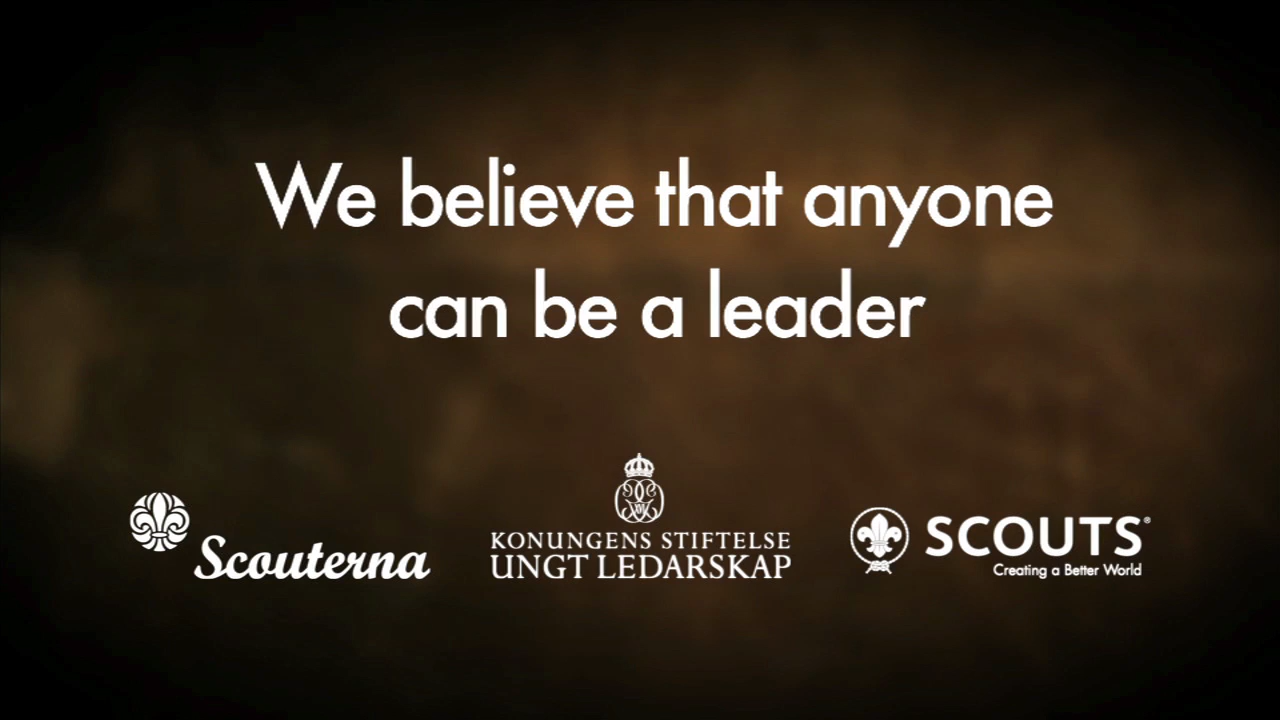 We believe that anyone
can be a leader
Scouterna
KONUNGENS STIFTELSE
UNGT LEDARSKAP
SCOUTS®
Creating a Better World